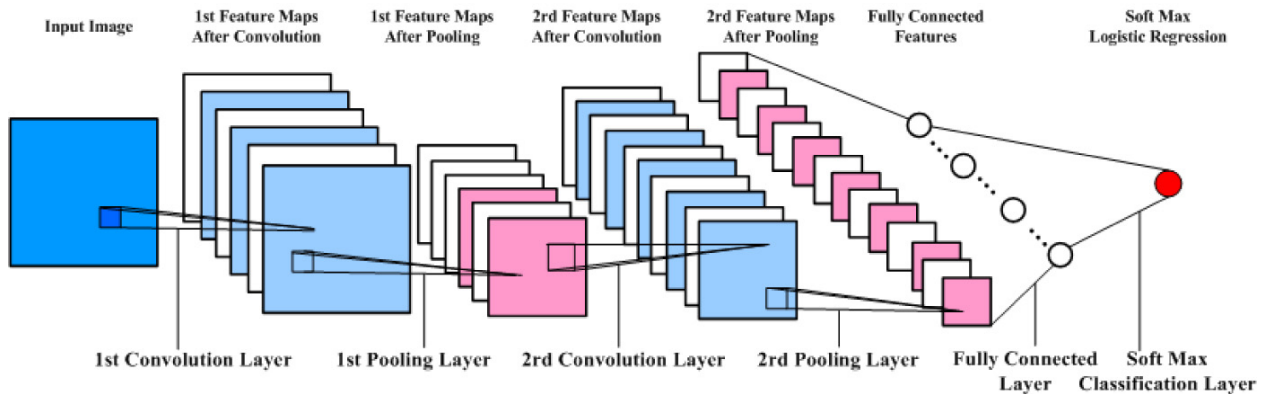 Input Image
1st Feature Maps
After Convolution
1st Feature Maps
After Pooling
2rd Feature Maps
After Convolution
2rd Feature Maps
After Pooling
Fully Connected
Features
Soft Max
Logistic Regression
1st Convolution Layer
1st Pooling Layer
2rd Convolution Layer
2rd Pooling Layer
Fully Connected
Layer
Soft Max
Classification Layer